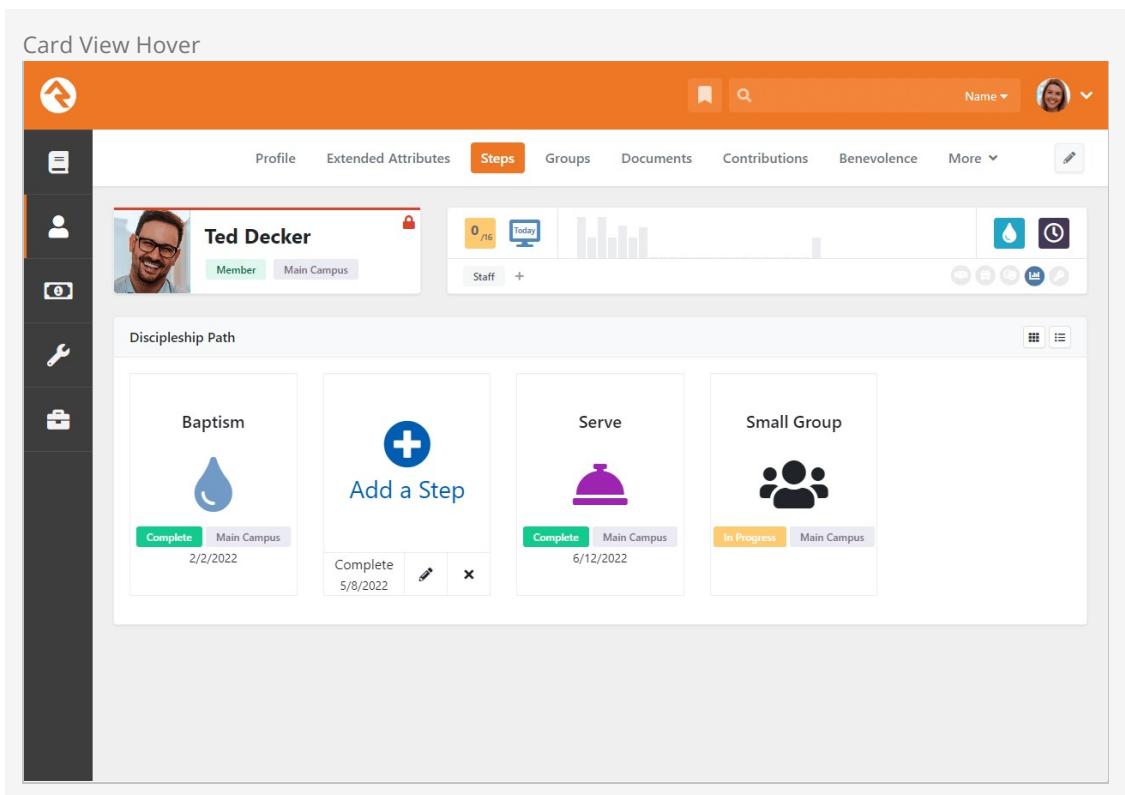 Card View Hover
Name
Profile Extended Attributes Steps Groups Documents Contributions Benevolence More
Ted Decker
Member Main Campus
0 /16 Today
Staff +
Discipleship Path
Baptism
Complete Main Campus
2/2/2022
Add a Step
Complete
5/8/2022
Serve
Complete Main Campus
6/12/2022
Small Group
In Progress Main Campus